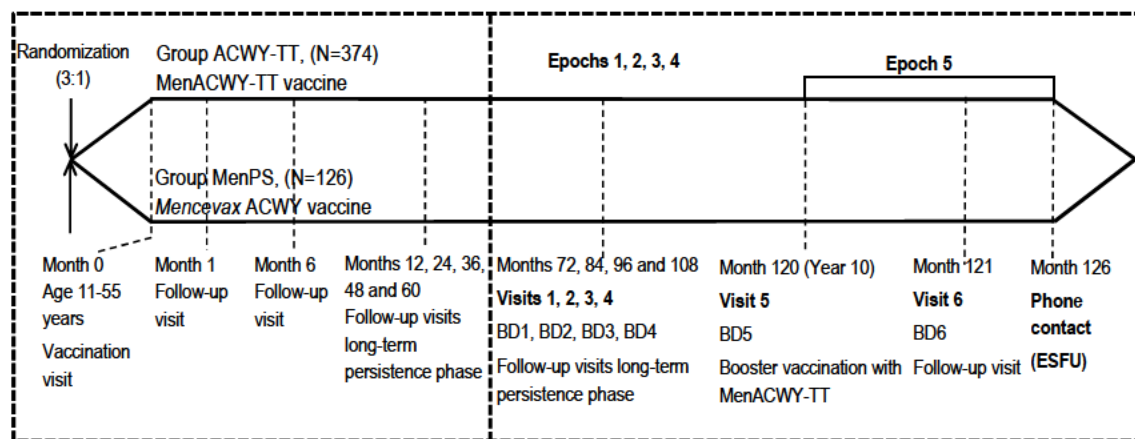 Randomization
(3:1)
Group ACWY-TT, (N=374)
MenACWY-TT vaccine
Epochs 1, 2, 3, 4
Epoch 5
Group MenPS, (N=126)
Mencevax ACWY vaccine
Month 0
Age 11-55
years
Vaccination
visit
Month 1
Follow-up
visit
Month 6
Follow-up
visit
Months 12, 24, 36,
48 and 60
Follow-up visits
long-term
persistence phase
Months 72, 84, 96 and 108
Visits 1, 2, 3, 4
BD1, BD2, BD3, BD4
Follow-up visits long-term
persistence phase
Month 120 (Year 10)
Visit 5
BD5
Booster vaccination with
MenACWY-TT
Month 121
Visit 6
BD6
Follow-up visit
Month 126
Phone
contact
(ESFU)